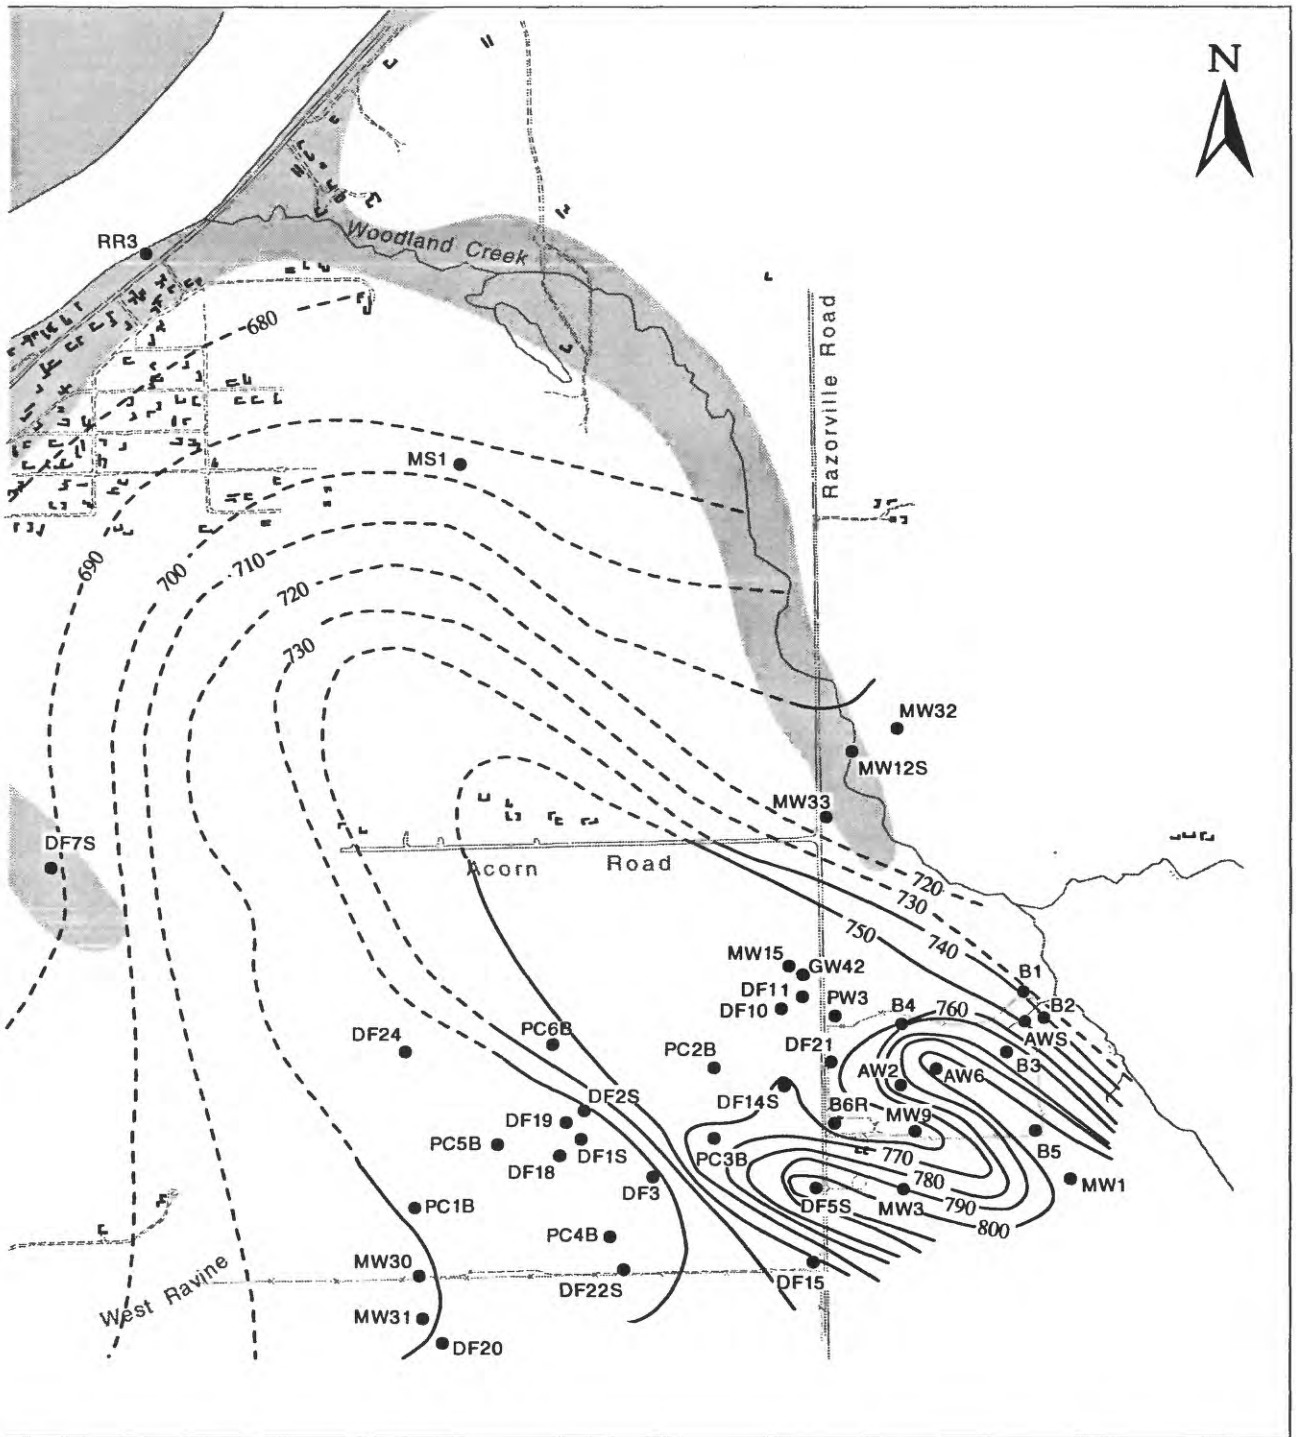 N
RR3
Woodland Creek
680
Razorville Road
MS1
690
700
710
720
730
MW32
MW12S
MW33
DF7S
Acorn Road
720
730
740
750
MW15
GW42
DF11
DF10
PW3
B4
760
B1
B2
AWS
B3
DF24
PC6B
PC2B
DF21
AW2
AW6
DF14S
DF2S
DF19
B6R
MW9
PC5B
DF1S
DF18
PC3B
B5
770
780
790
800
DF3
DF5S
MW3
MW1
PC1B
PC4B
MW30
DF22S
DF15
West Ravine
MW31
DF20